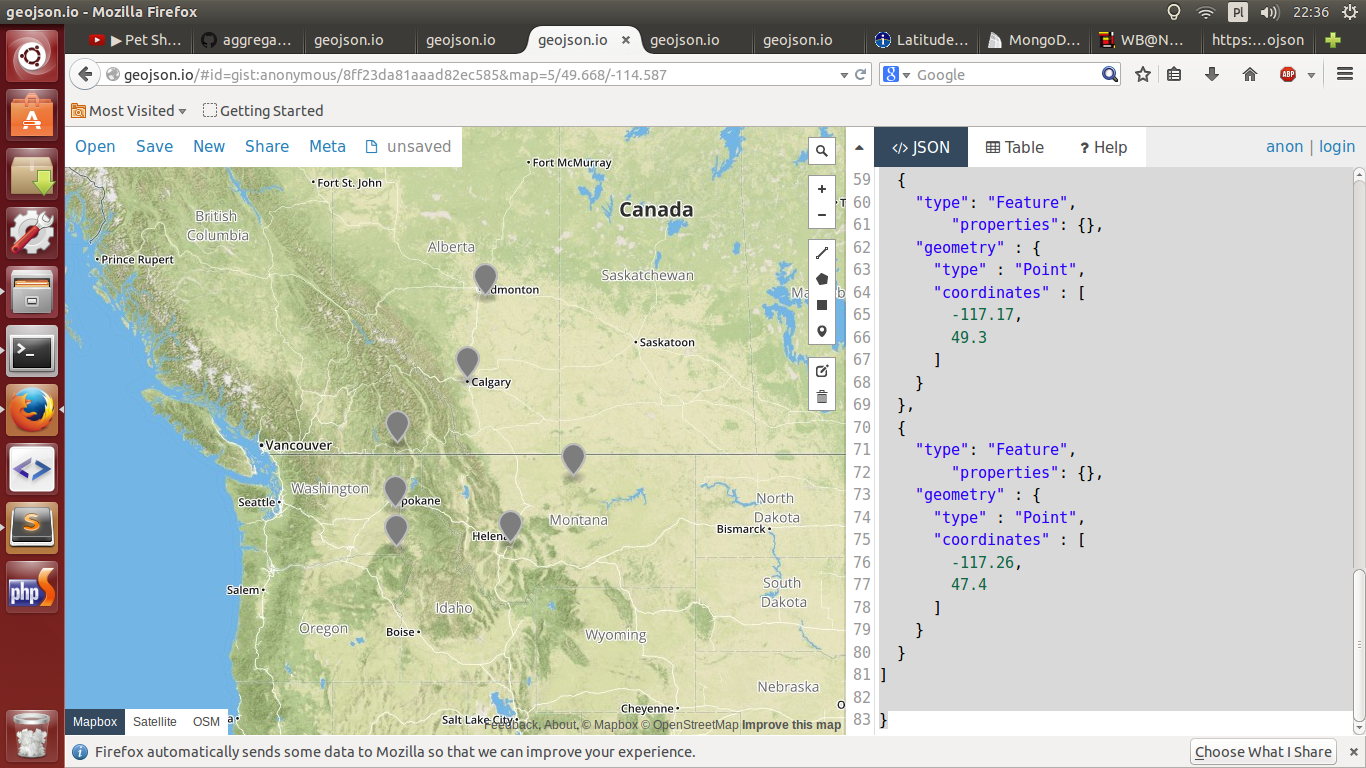 geojson.io - Mozilla Firefox
Pl
22:36
▶ Pet Sh...
aggrega...
geojson.io
geojson.io
geojson.io
geojson.io
geojson.io
Latitude...
MongoD...
WB@N...
https:...ojson
geojson.io/#id=gist:anonymous/8ff23da81aaad82ec585&map=5/49.668/-114.587
Google
ABP
Most Visited
Getting Started
Open Save New Share Meta unsaved
</> JSON
Table
? Help
anon | login
Fort McMurray
Fort St. John
British
Columbia
Canada
Alberta
Prince Rupert
Saskatchewan
dmonton
Saskatoon
Calgary
Vancouver
Washington
Seattle
pokane
North
Dakota
Montana
Bismarck
Helena
Salem
Idaho
South
Dakota
Oregon
Boise
Wyoming
Nebraska
Cheyenne
Salt Lake City
Mapbox Satellite OSM
Feedback, About, © Mapbox © OpenStreetMap Improve this map
59 {
60 "type": "Feature",
61 "properties": {},
62 "geometry" : {
63 "type" : "Point",
64 "coordinates" : [
65 -117.17,
66 49.3
67 ]
68 }
69 },
70 {
71 "type": "Feature",
72 "properties": {},
73 "geometry" : {
74 "type" : "Point",
75 "coordinates" : [
76 -117.26,
77 47.4
78 ]
79 }
80 }
81 ]
82
83 }
Firefox automatically sends some data to Mozilla so that we can improve your experience.
Choose What I Share
php